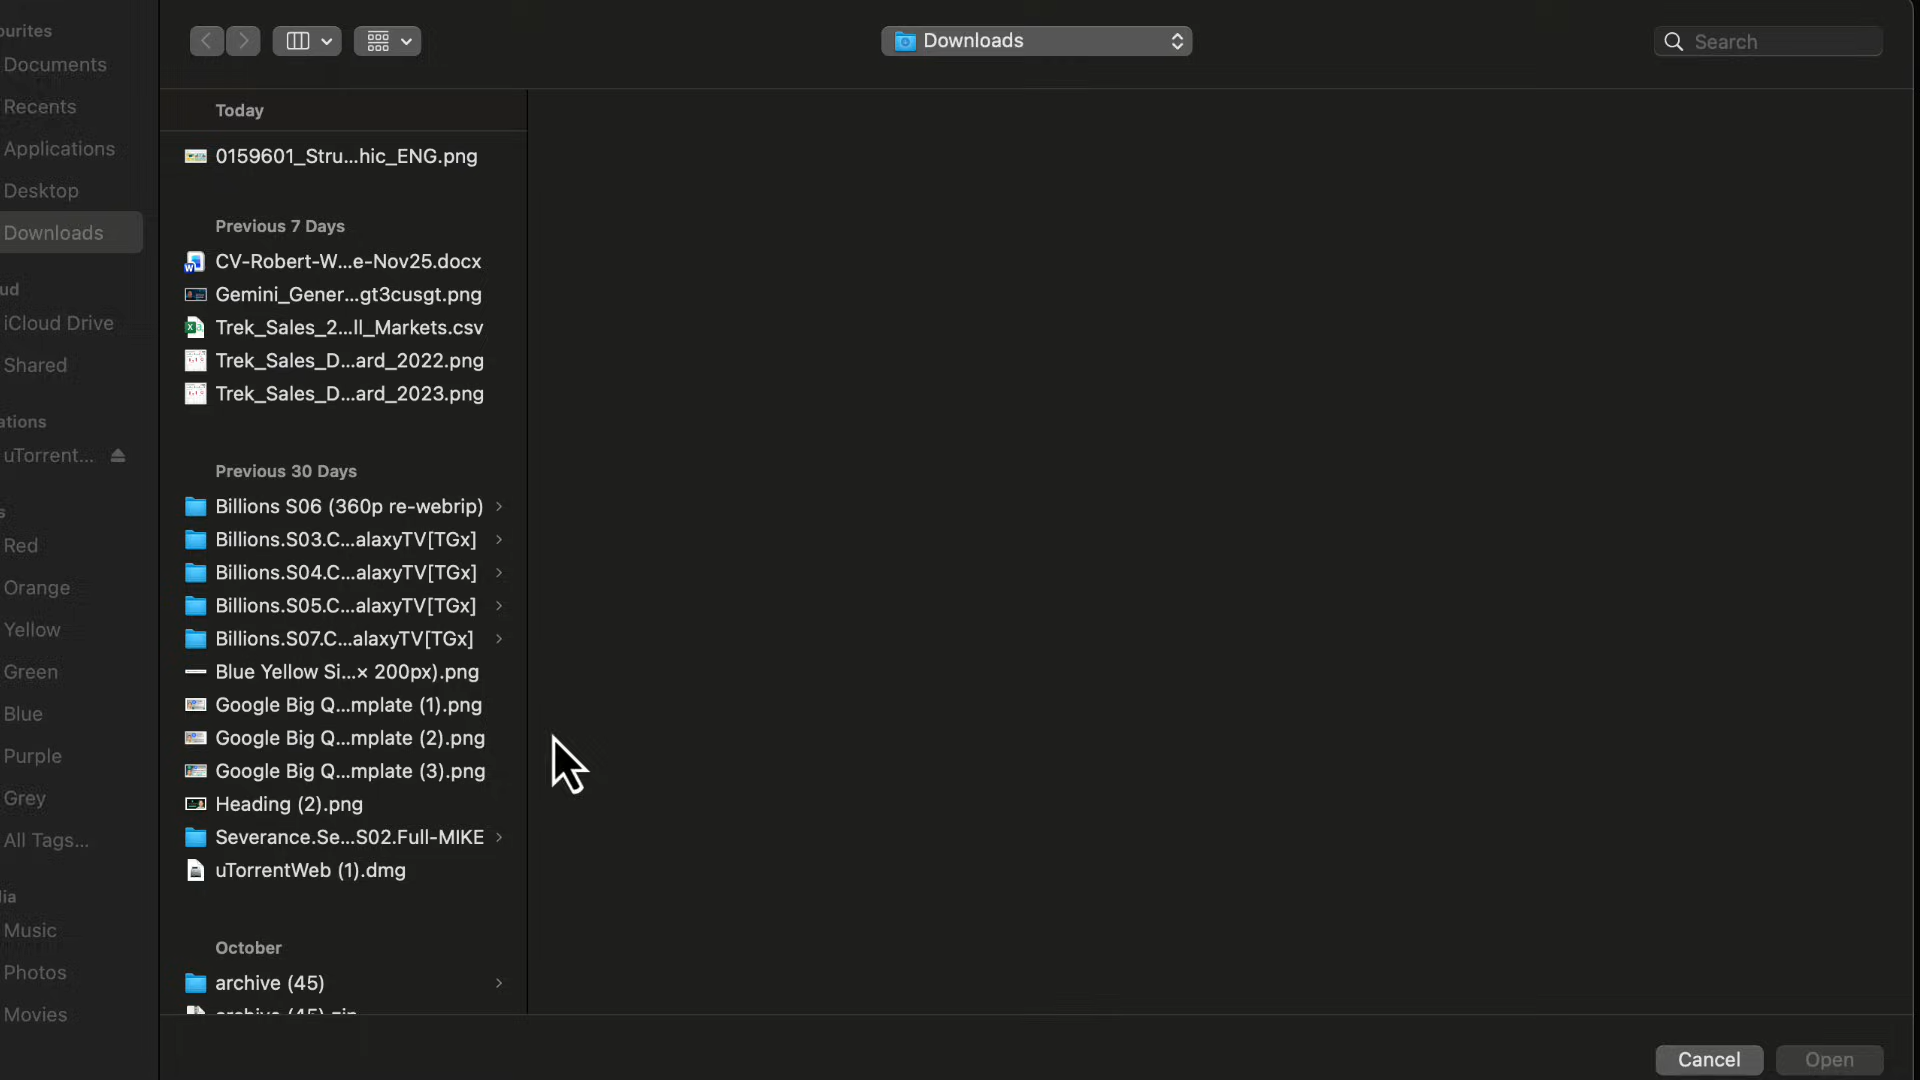 Downloads
Search
ourites
Documents
Recents
Applications
Desktop
Downloads
ud
iCloud Drive
Shared
ations
uTorrent...
s
Red
Orange
Yellow
Green
Blue
Purple
Grey
All Tags...
lia
Music
Photos
Movies
Today
0159601_Stru...hic_ENG.png
Previous 7 Days
CV-Robert-W...e-Nov25.docx
Gemini_Gener...gt3cusgt.png
Trek_Sales_2...ll_Markets.csv
Trek_Sales_D...ard_2022.png
Trek_Sales_D...ard_2023.png
Previous 30 Days
Billions S06 (360p re-webrip)
Billions.S03.C...alaxyTV[TGx]
Billions.S04.C...alaxyTV[TGx]
Billions.S05.C...alaxyTV[TGx]
Billions.S07.C...alaxyTV[TGx]
Blue Yellow Si...× 200px).png
Google Big Q...mplate (1).png
Google Big Q...mplate (2).png
Google Big Q...mplate (3).png
Heading (2).png
Severance.Se...S02.Full-MIKE
uTorrentWeb (1).dmg
October
archive (45)
archive (45).zip
Cancel
Open